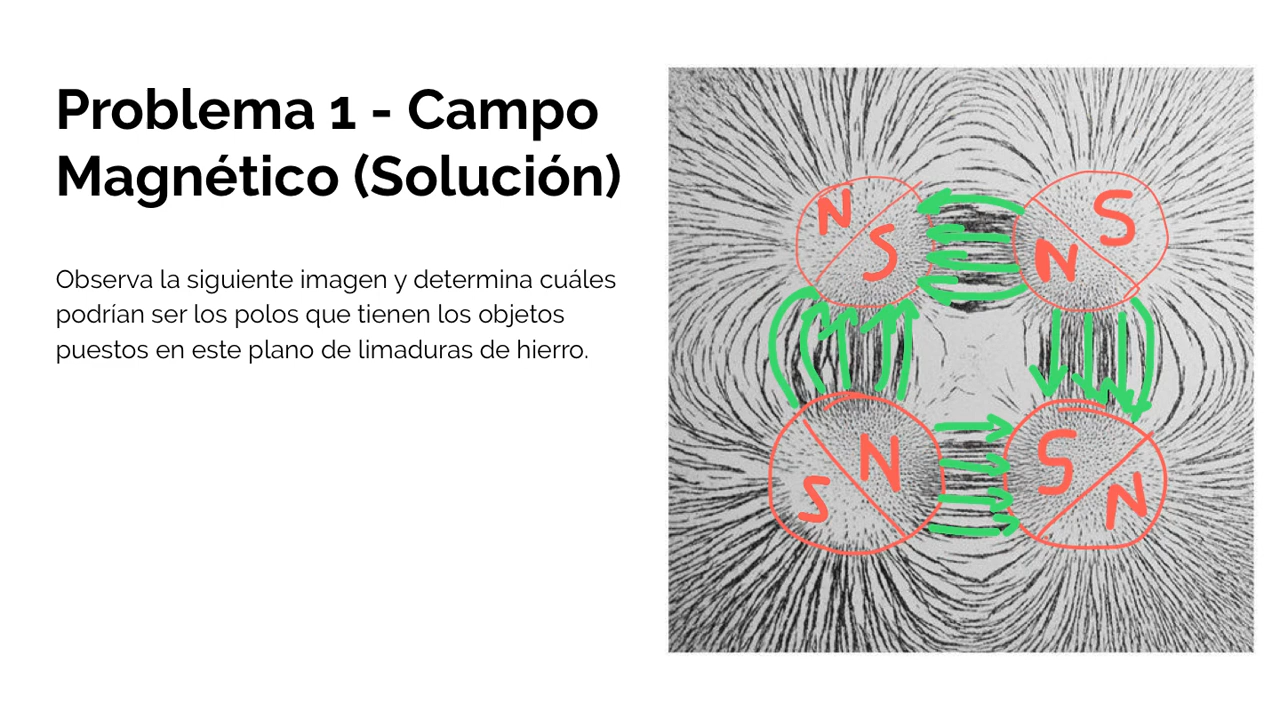 Problema 1 - Campo
Magnético (Solución)
Observa la siguiente imagen y determina cuáles
podrían ser los polos que tienen los objetos
puestos en este plano de limaduras de hierro.
N S
N S
S N
S N